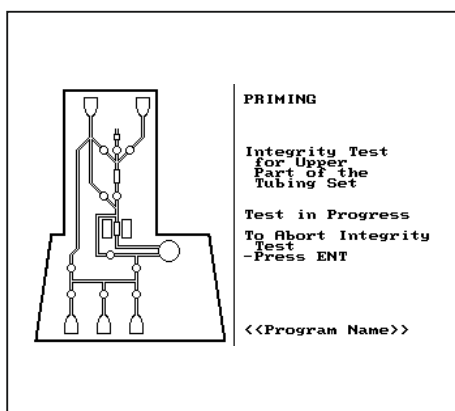 PRIMING
Integrity Test
for Upper
Part of the
Tubing Set
Test in Progress
To Abort Integrity
Test
-Press ENT
<<Program Name>>